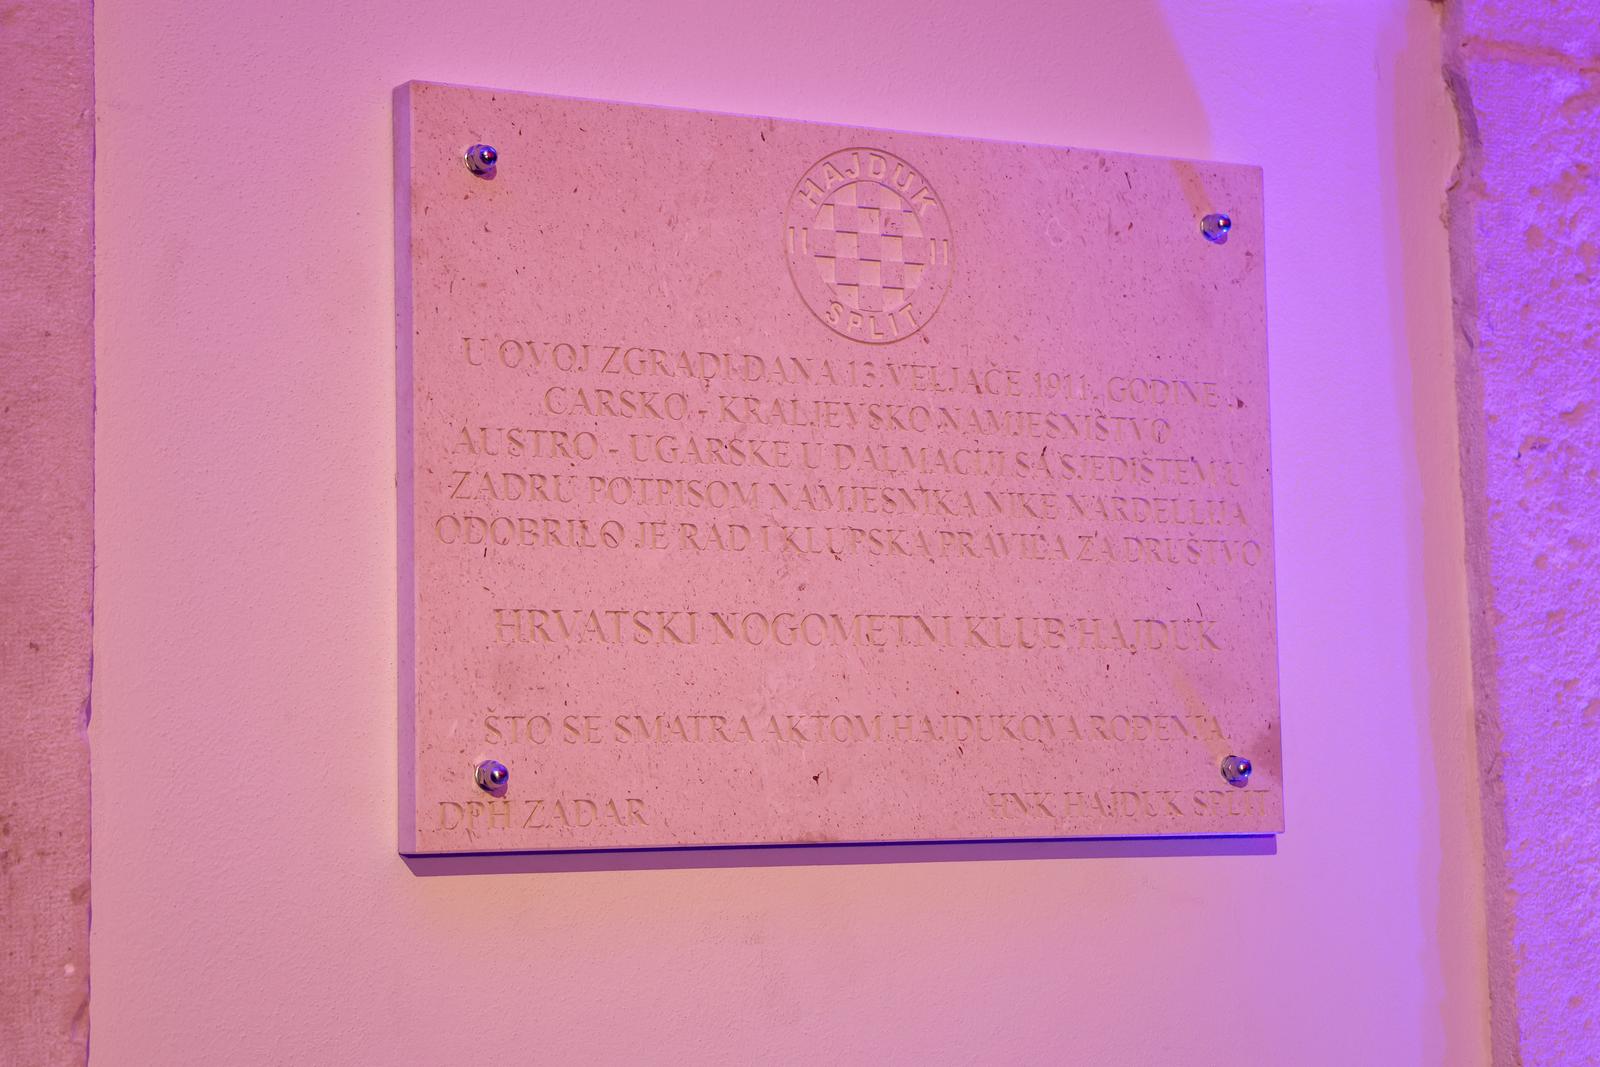 HAJDUK
SPLIT
U OVOJ ZGRADI DANA 13. VELJAČE 1911. GODINE
CARSKO - KRALJEVSKO NAMJESNIŠTVO
AUSTRO - UGARSKE U DALMACIJI SA SJEDIŠTEM U
ZADRU POTPISOM NAMJESNIKA NIKE NARDELLIJA
ODOBRILO JE RAD I KLUPSKA PRAVILA ZA DRUŠTVO
HRVATSKI NOGOMETNI KLUB HAJDUK
ŠTO SE SMATRA AKTOM HAJDUKOVA ROĐENJA.
DPH ZADAR
HNK HAJDUK SPLIT